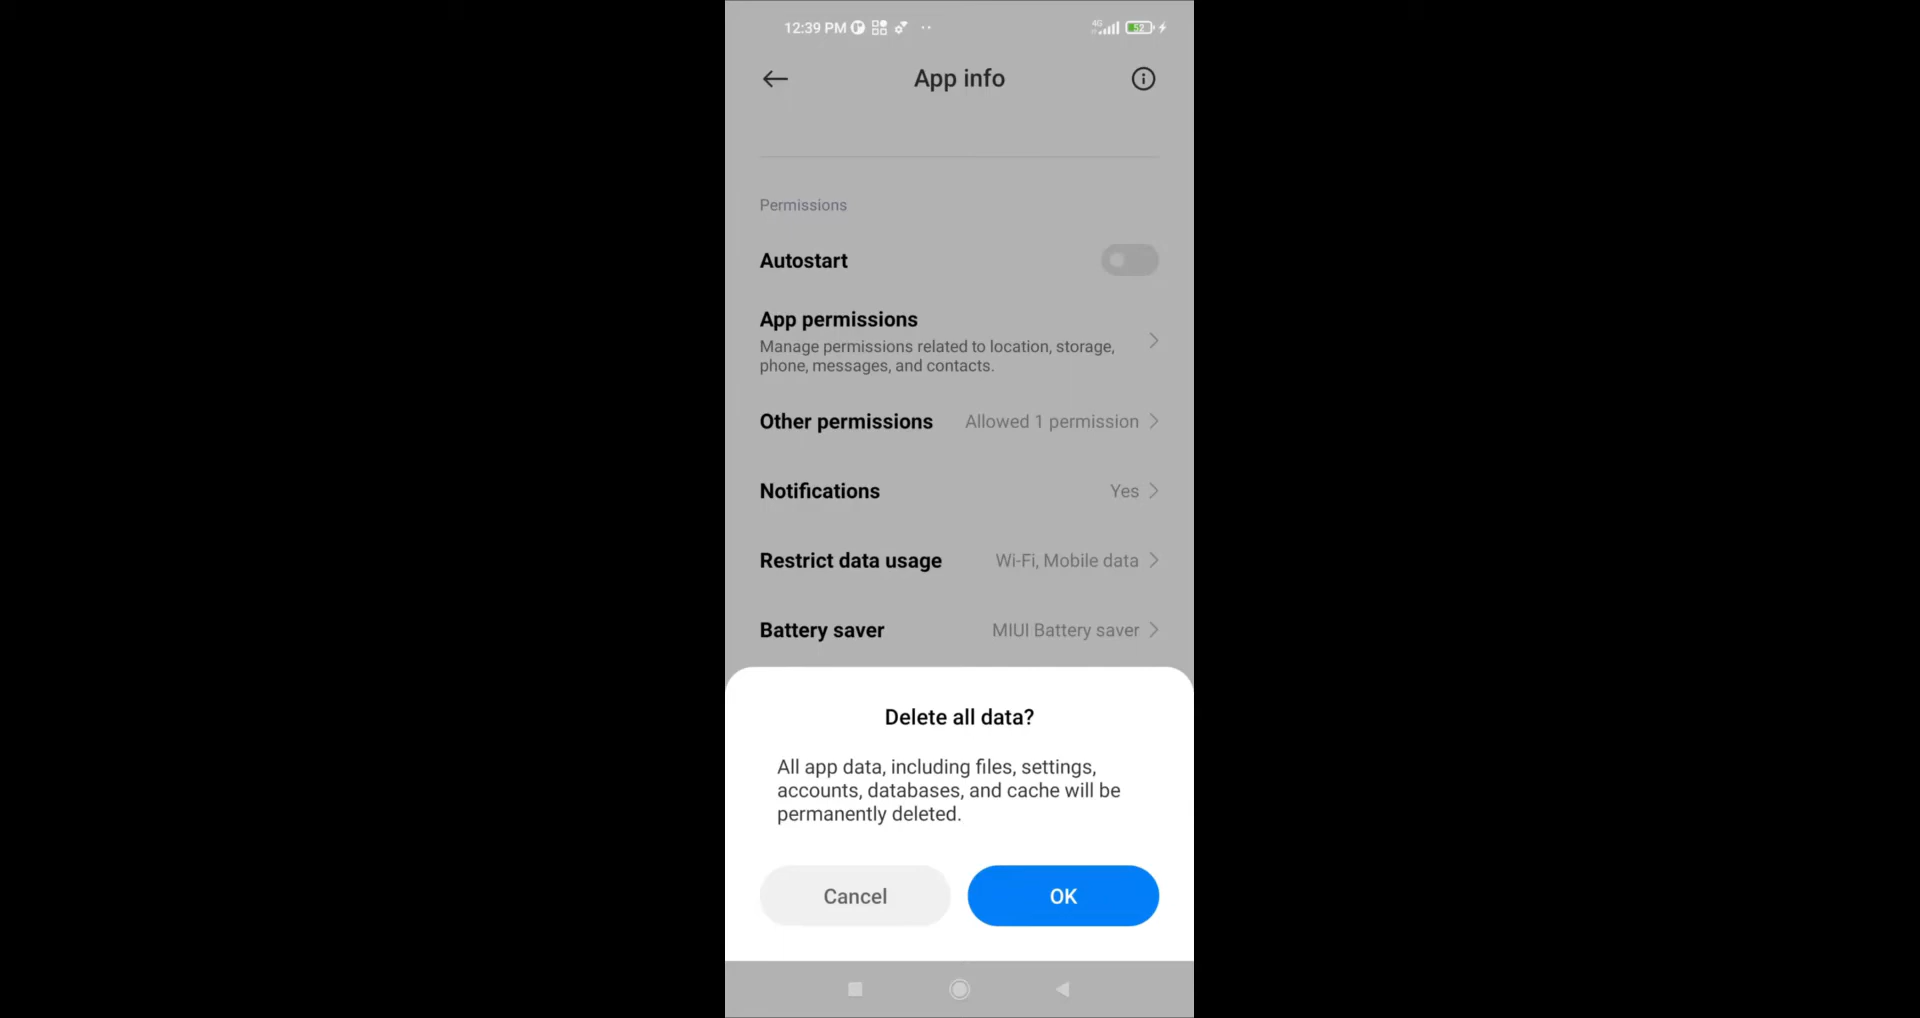 12:39 PM
4G 52
App info
Permissions
Autostart
App permissions
Manage permissions related to location, storage,
phone, messages, and contacts.
Other permissions Allowed 1 permission
Notifications Yes
Restrict data usage Wi-Fi, Mobile data
Battery saver MIUI Battery saver
Delete all data?
All app data, including files, settings,
accounts, databases, and cache will be
permanently deleted.
Cancel OK